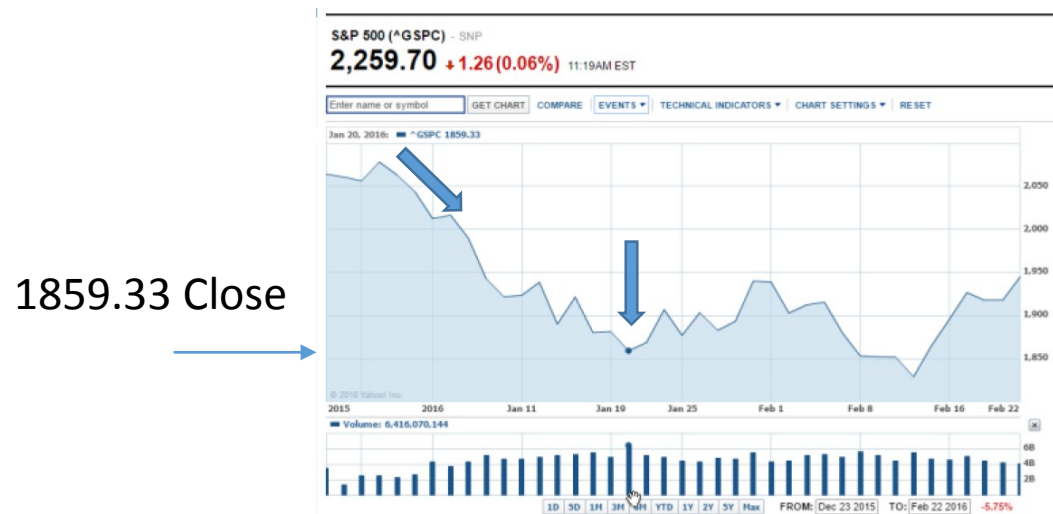 S&P 500 (^GSPC) - SNP
2,259.70 1.26 (0.06%) 11:19AM EST
Enter name or symbol GET CHART COMPARE EVENTS TECHNICAL INDICATORS CHART SETTINGS RESET
Jan 20, 2016: ^GSPC 1859.33
2,050
2,000
1,950
1859.33 Close
1,900
1,850
© 2016 Yahoo! Inc.
2015 2016 Jan 11 Jan 19 Jan 25 Feb 1 Feb 8 Feb 16 Feb 22
Volume: 6,416,070,144
6B
4B
2B
1D 5D 1M 3M YTD 1Y 2Y 5Y Max FROM: Dec 23 2015 TO: Feb 22 2016 -5.75%